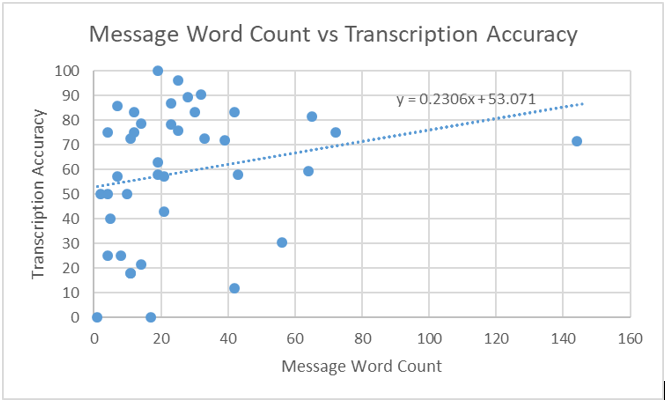 Message Word Count vs Transcription Accuracy
100
90
80
70
60
50
40
30
20
10
0
Transcription Accuracy
y = 0.2306x + 53.071
0 20 40 60 80 100 120 140 160
Message Word Count